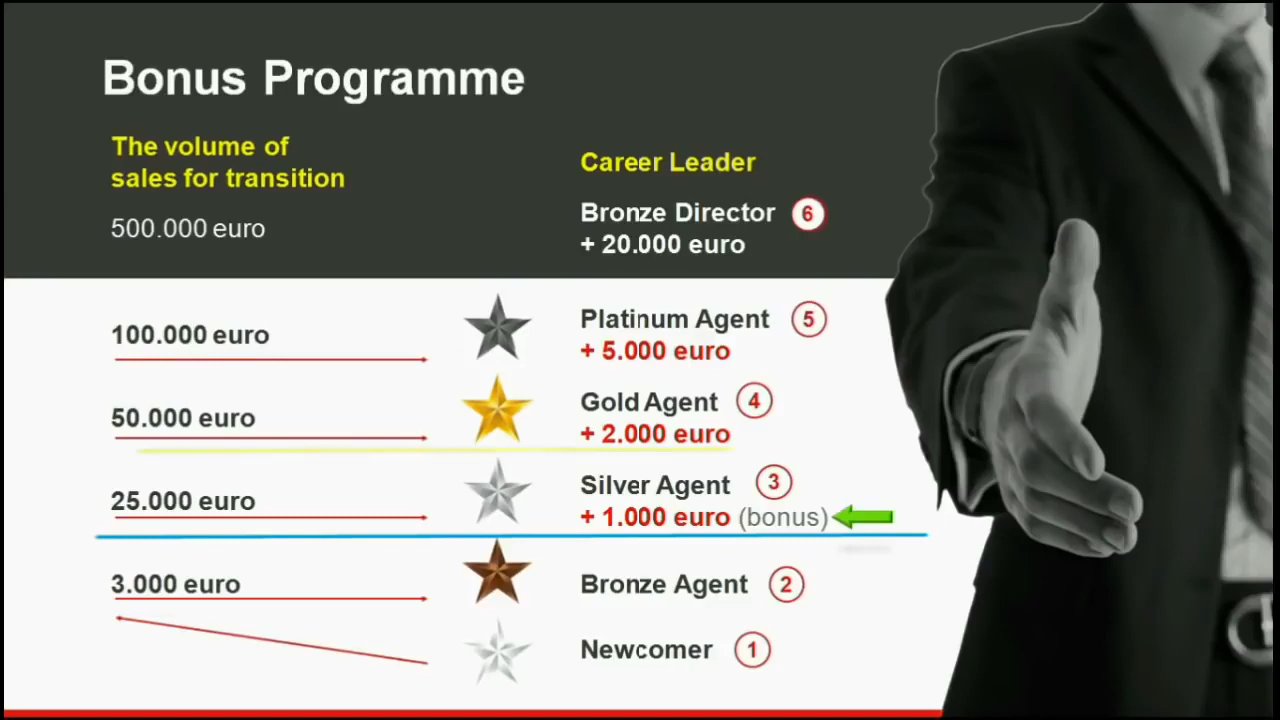 Bonus Programme
The volume of
sales for transition
Career Leader
500.000 euro
Bronze Director 6
+ 20.000 euro
100.000 euro
Platinum Agent 5
+ 5.000 euro
50.000 euro
Gold Agent 4
+ 2.000 euro
25.000 euro
Silver Agent 3
+ 1.000 euro (bonus)
3.000 euro
Bronze Agent 2
Newcomer 1